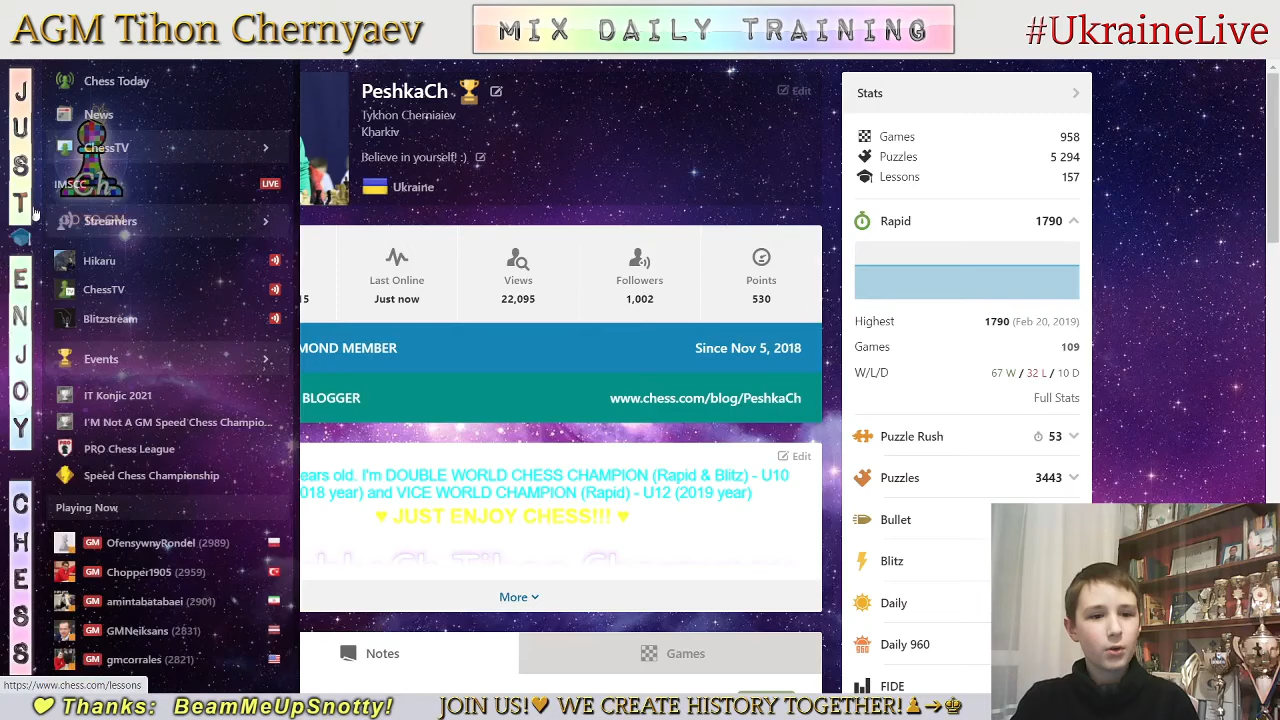 AGM Tihon Chernyaev
MIX DAILY TRAINING
#UkraineLive
JUST
ENJOY
CHESS
Chess Today
News
ChessTV
IMSCC
LIVE
Streamers
Hikaru
ChessTV
Blitzstream
Events
IT Konjic 2021
I'M Not A GM Speed Chess Champio...
PRO Chess League
Speed Chess Championship
Playing Now
GM OfensywnyRondel (2989)
GM Chopper1905 (2959)
GM amintabatabaei (2901)
GM GMNeiksans (2831)
GM gmcorrales (2821)
https://www.chess.com/lessons
PeshkaCh
Edit
Tykhon Cherniaev
Kharkiv
Believe in yourself! :)
Ukraine
Last Online
Just now
Views
22,095
Followers
1,002
Points
530
MOND MEMBER
Since Nov 5, 2018
BLOGGER
www.chess.com/blog/PeshkaCh
Edit
ears old. I'm DOUBLE WORLD CHESS CHAMPION (Rapid & Blitz) - U10
018 year) and VICE WORLD CHAMPION (Rapid) - U12 (2019 year)
♥ JUST ENJOY CHESS!!! ♥
More
Notes
Games
Stats
Games 958
Puzzles 5 294
Lessons 157
Rapid 1790
Highest 1790 (Feb 20, 2019)
Games 109
W/L/D 67 W / 32 L / 10 D
Full Stats
Puzzle Rush 53
Puzzles 3443
Bullet
Blitz
Daily
Daily 960
FIDE
Thanks: BeamMeUpSnotty!
JOIN US!♥ WE CREATE HISTORY TOGETHER!♟→♚